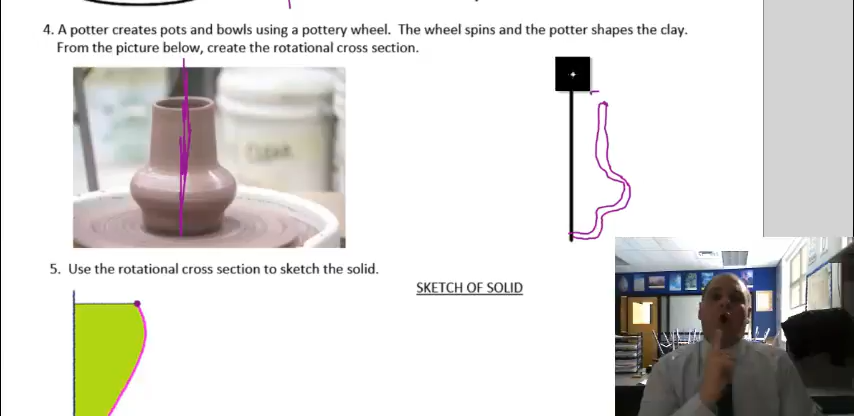 4. A potter creates pots and bowls using a pottery wheel.  The wheel spins and the potter shapes the clay.
From the picture below, create the rotational cross section.
5.  Use the rotational cross section to sketch the solid.
SKETCH OF SOLID